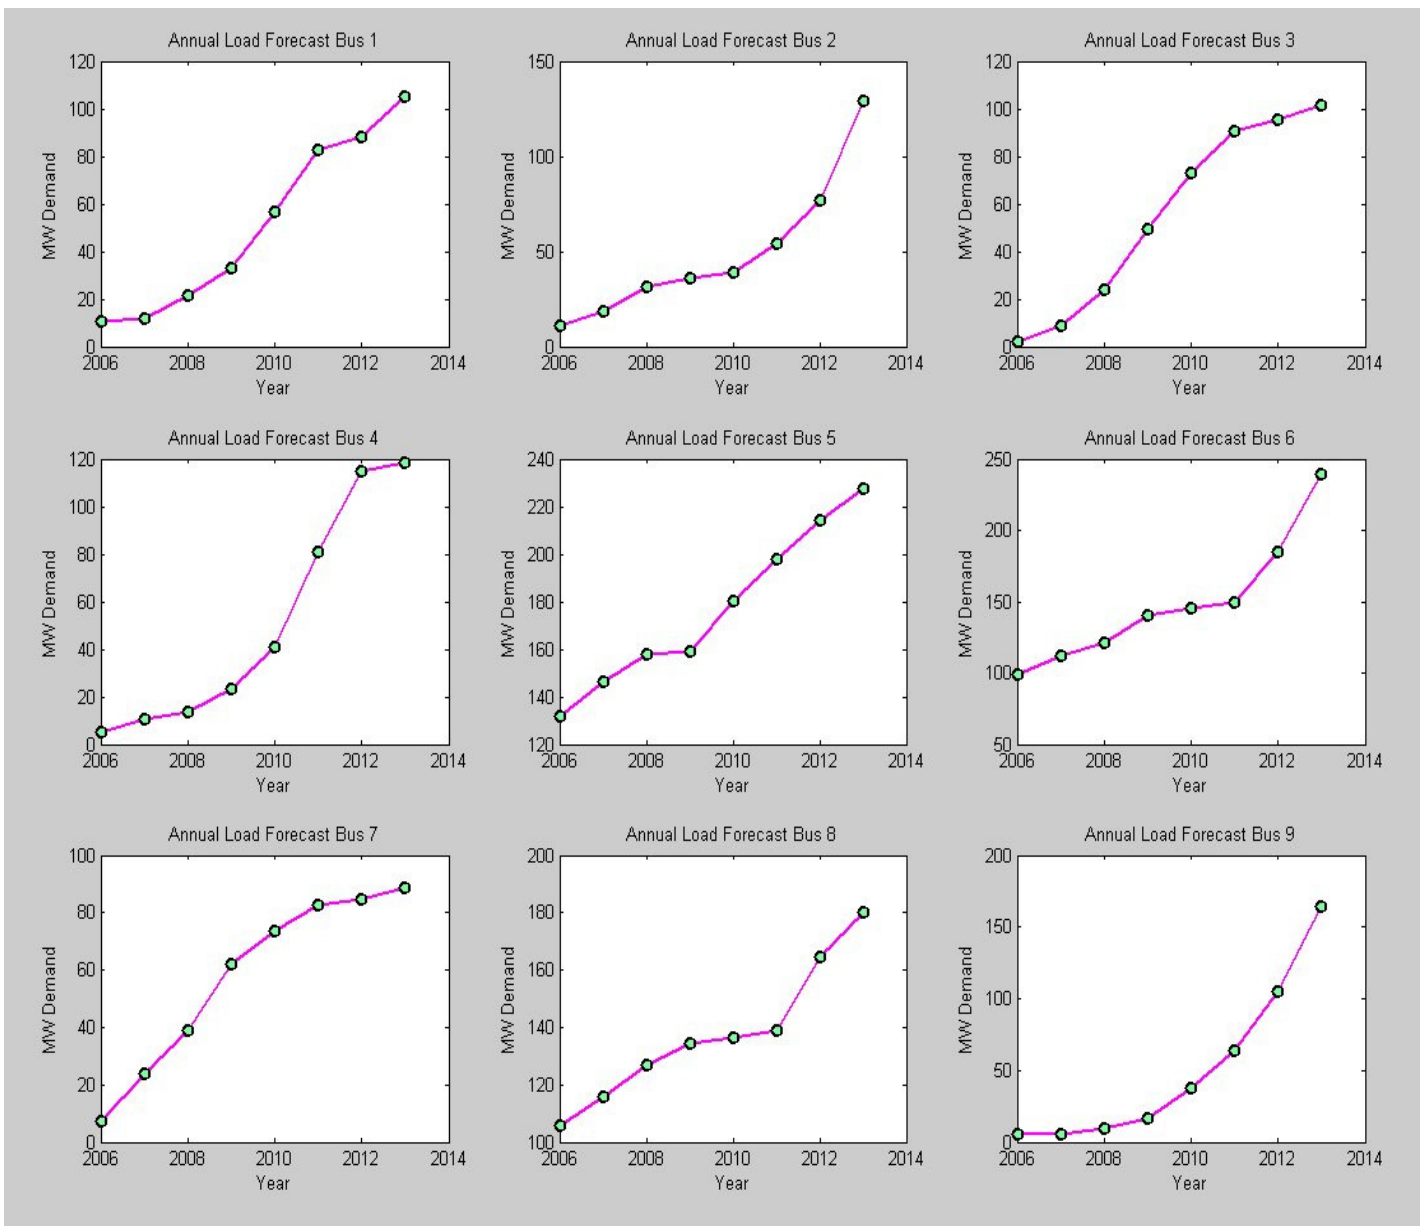 Annual Load Forecast Bus 1
120
100
80
60
40
20
0
MW Demand
2006 2008 2010 2012 2014
Year
Annual Load Forecast Bus 2
150
100
50
0
MW Demand
2006 2008 2010 2012 2014
Year
Annual Load Forecast Bus 3
120
100
80
60
40
20
0
MW Demand
2006 2008 2010 2012 2014
Year
Annual Load Forecast Bus 4
120
100
80
60
40
20
0
MW Demand
2006 2008 2010 2012 2014
Year
Annual Load Forecast Bus 5
240
220
200
180
160
140
120
MW Demand
2006 2008 2010 2012 2014
Year
Annual Load Forecast Bus 6
250
200
150
100
50
MW Demand
2006 2008 2010 2012 2014
Year
Annual Load Forecast Bus 7
100
80
60
40
20
0
MW Demand
2006 2008 2010 2012 2014
Year
Annual Load Forecast Bus 8
200
180
160
140
120
100
MW Demand
2006 2008 2010 2012 2014
Year
Annual Load Forecast Bus 9
200
150
100
50
0
MW Demand
2006 2008 2010 2012 2014
Year